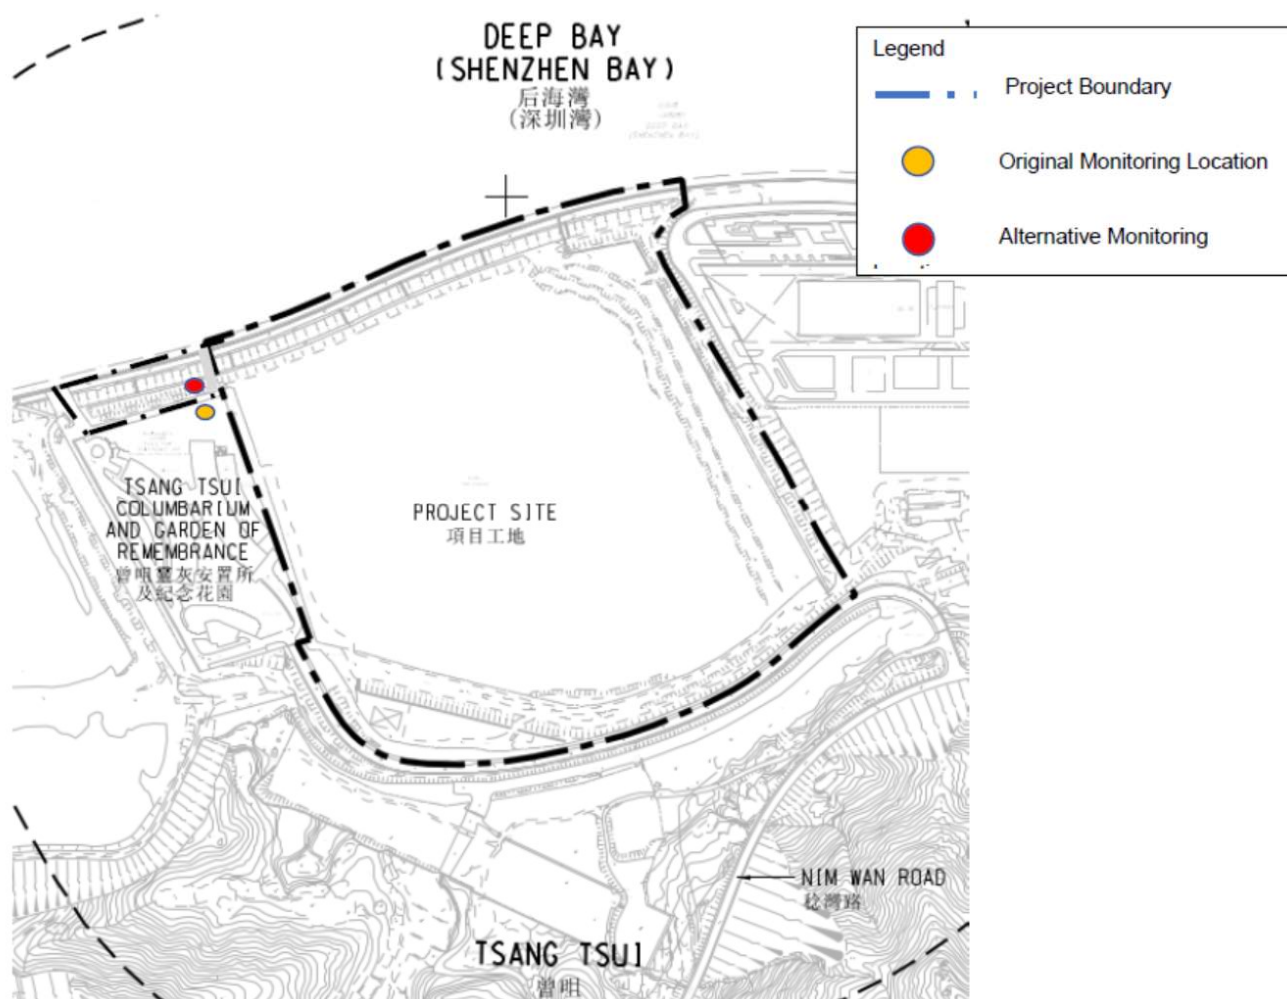 DEEP BAY
(SHENZHEN BAY)
后海灣
(深圳灣)
Legend
Project Boundary
Original Monitoring Location
Alternative Monitoring
TSANG TSUI
COLUMBARIUM
AND GARDEN OF
REMEMBRANCE
曾咀靈灰安置所
及紀念花園
PROJECT SITE
項目工地
NIM WAN ROAD
稔灣路
TSANG TSUI
曾咀